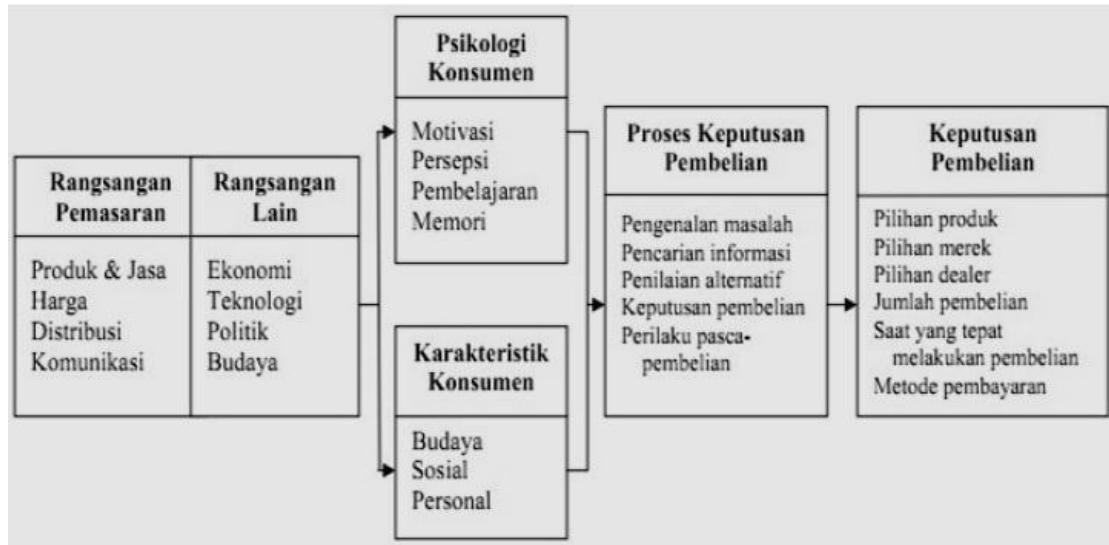 Rangsangan
Pemasaran
Produk & Jasa
Harga
Distribusi
Komunikasi
Rangsangan
Lain
Ekonomi
Teknologi
Politik
Budaya
Psikologi
Konsumen
Motivasi
Persepsi
Pembelajaran
Memori
Karakteristik
Konsumen
Budaya
Sosial
Personal
Proses Keputusan
Pembelian
Pengenalan masalah
Pencarian informasi
Penilaian alternatif
Keputusan pembelian
Perilaku pasca-
pembelian
Keputusan
Pembelian
Pilihan produk
Pilihan merek
Pilihan dealer
Jumlah pembelian
Saat yang tepat
melakukan pembelian
Metode pembayaran